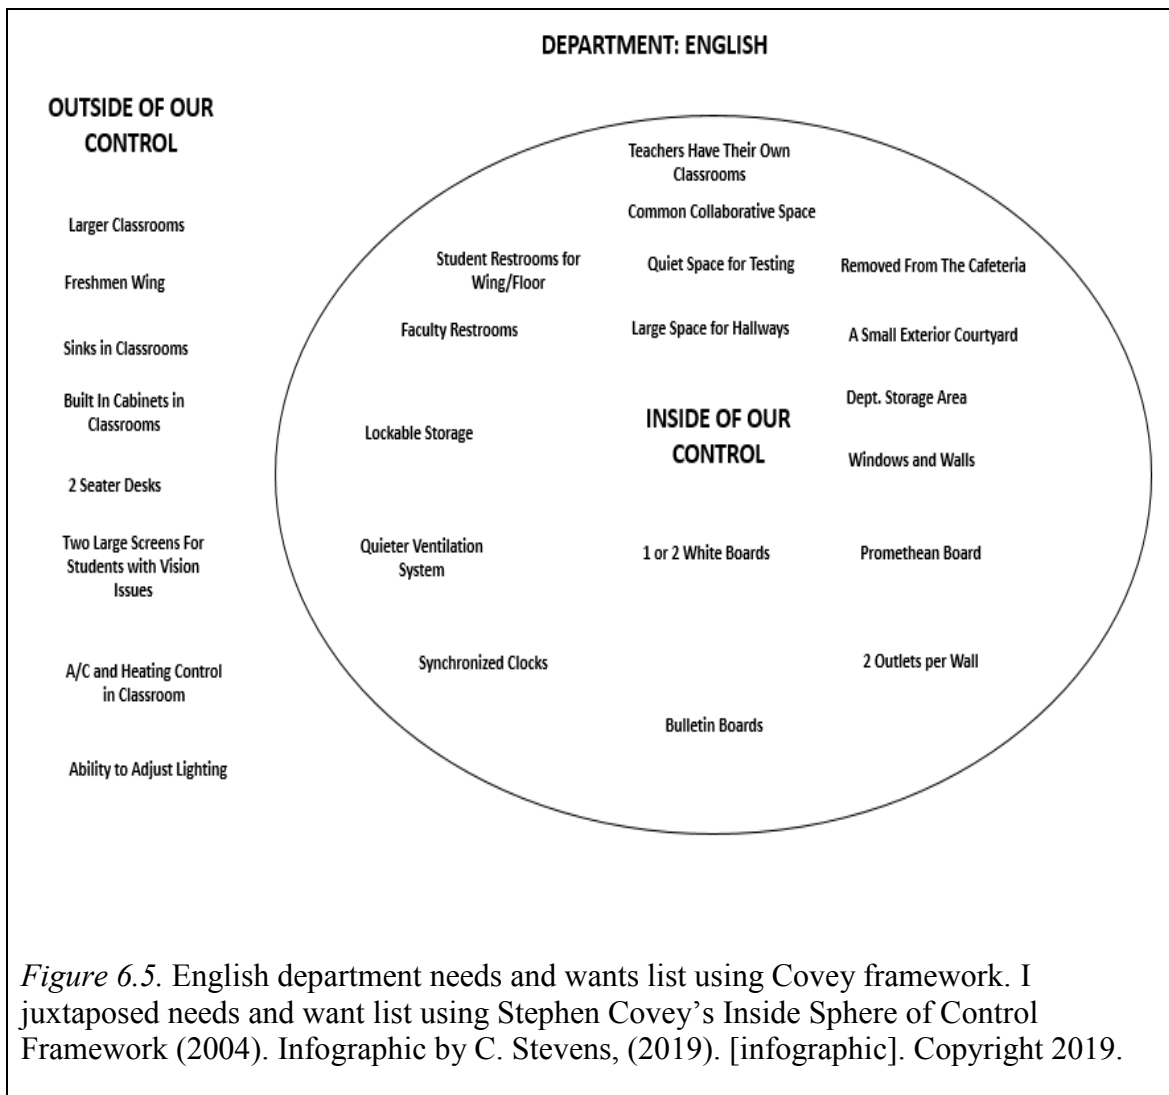 DEPARTMENT: ENGLISH
OUTSIDE OF OUR
CONTROL
Larger Classrooms
Freshmen Wing
Sinks in Classrooms
Built In Cabinets in
Classrooms
2 Seater Desks
Two Large Screens For
Students with Vision
Issues
A/C and Heating Control
in Classroom
Ability to Adjust Lighting
Teachers Have Their Own
Classrooms
Common Collaborative Space
Student Restrooms for
Wing/Floor
Quiet Space for Testing
Removed From The Cafeteria
Faculty Restrooms
Large Space for Hallways
A Small Exterior Courtyard
Dept. Storage Area
INSIDE OF OUR
CONTROL
Lockable Storage
Windows and Walls
Quieter Ventilation
System
1 or 2 White Boards
Promethean Board
Synchronized Clocks
2 Outlets per Wall
Bulletin Boards
Figure 6.5. English department needs and wants list using Covey framework. I
juxtaposed needs and want list using Stephen Covey’s Inside Sphere of Control
Framework (2004). Infographic by C. Stevens, (2019). [infographic]. Copyright 2019.